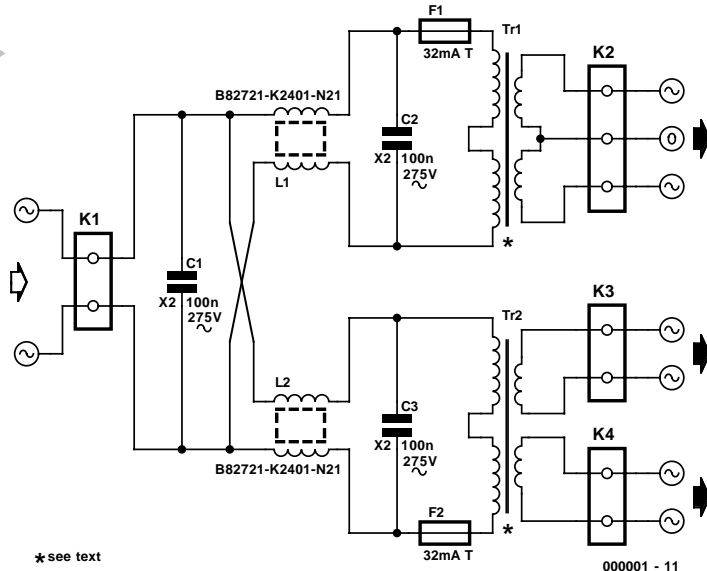 F1
32mA T
Tr1
K2
B82721-K2401-N21
C2
X2 100n
275V
L1
0
K1
*
C1
X2 100n
275V
Tr2
K3
L2
C3
X2 100n
275V
K4
B82721-K2401-N21
F2
32mA T
*
* see text
000001 - 11